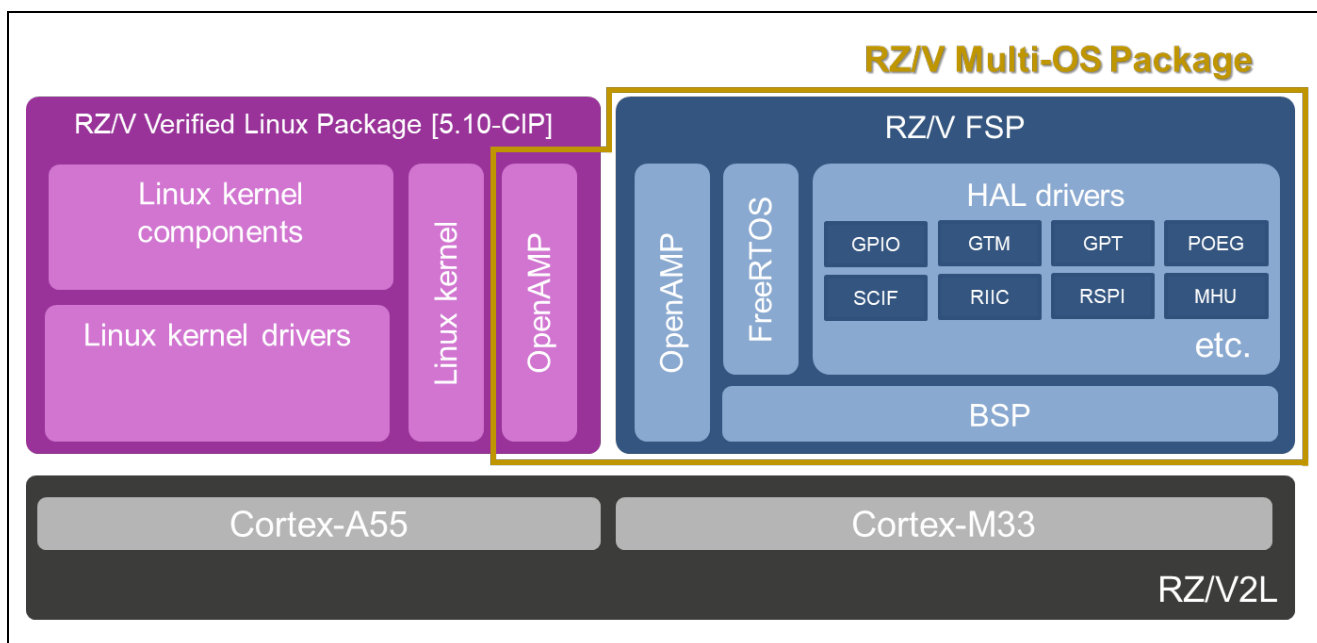 RZ/V Multi-OS Package
RZ/V Verified Linux Package [5.10-CIP]
Linux kernel
components
Linux kernel drivers
Linux kernel
OpenAMP
RZ/V FSP
OpenAMP
FreeRTOS
HAL drivers
GPIO
GTM
GPT
POEG
SCIF
RIIC
RSPI
MHU
etc.
BSP
Cortex-A55
Cortex-M33
RZ/V2L